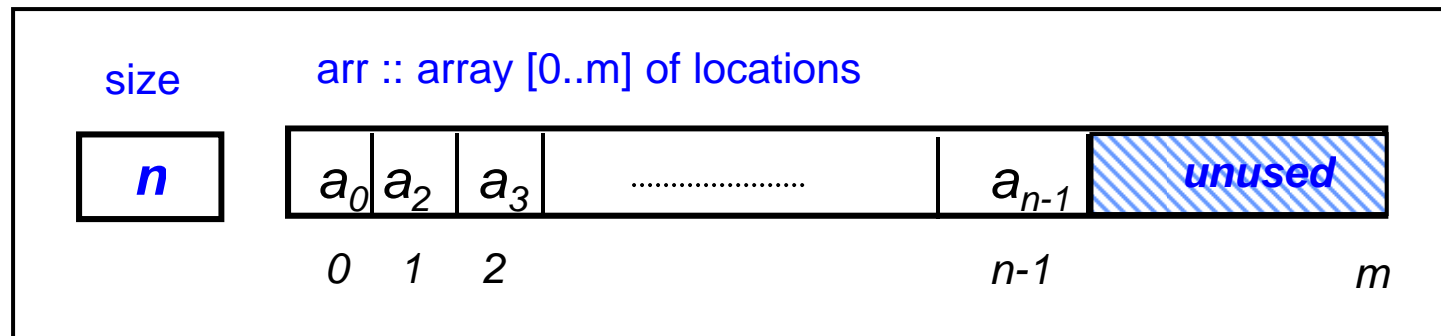 size arr :: array [0..m] of locations
n a₀ a₂ a₃ ..................... aₙ₋₁ unused
0 1 2 n-1 m